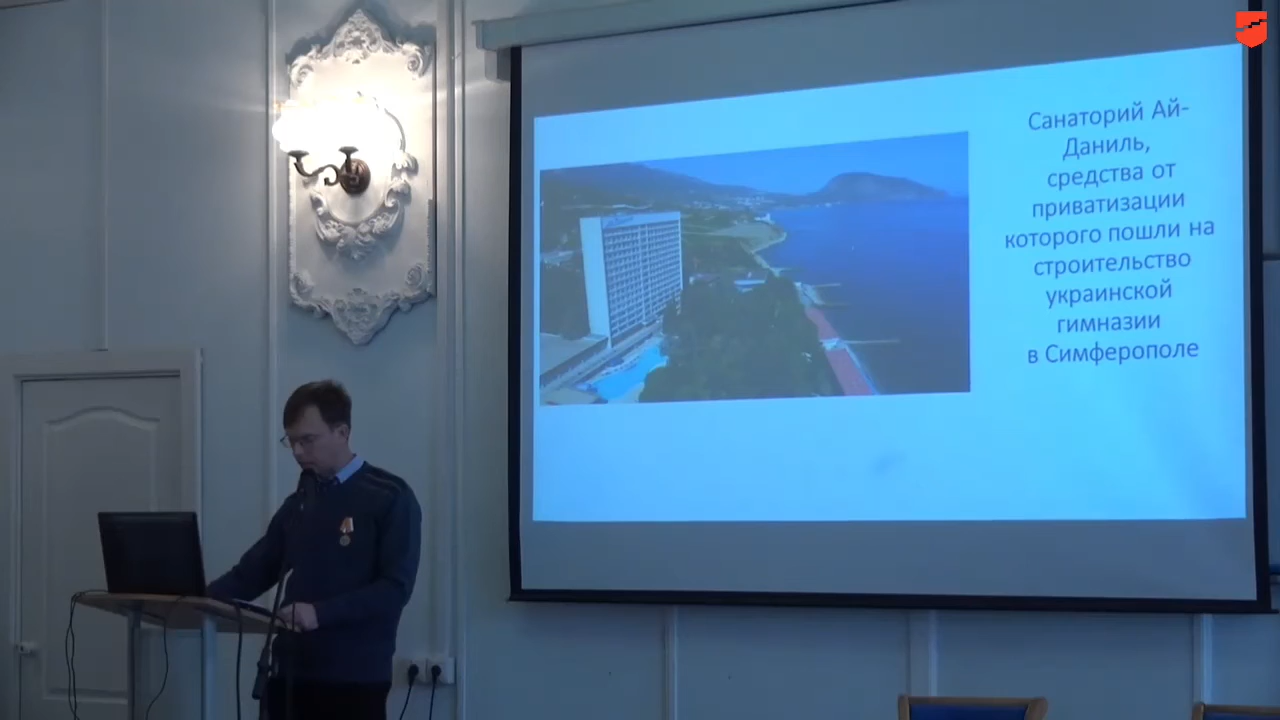 Санаторий Ай-
Даниль,
средства от
приватизации
которого пошли на
строительство
украинской
гимназии
в Симферополе